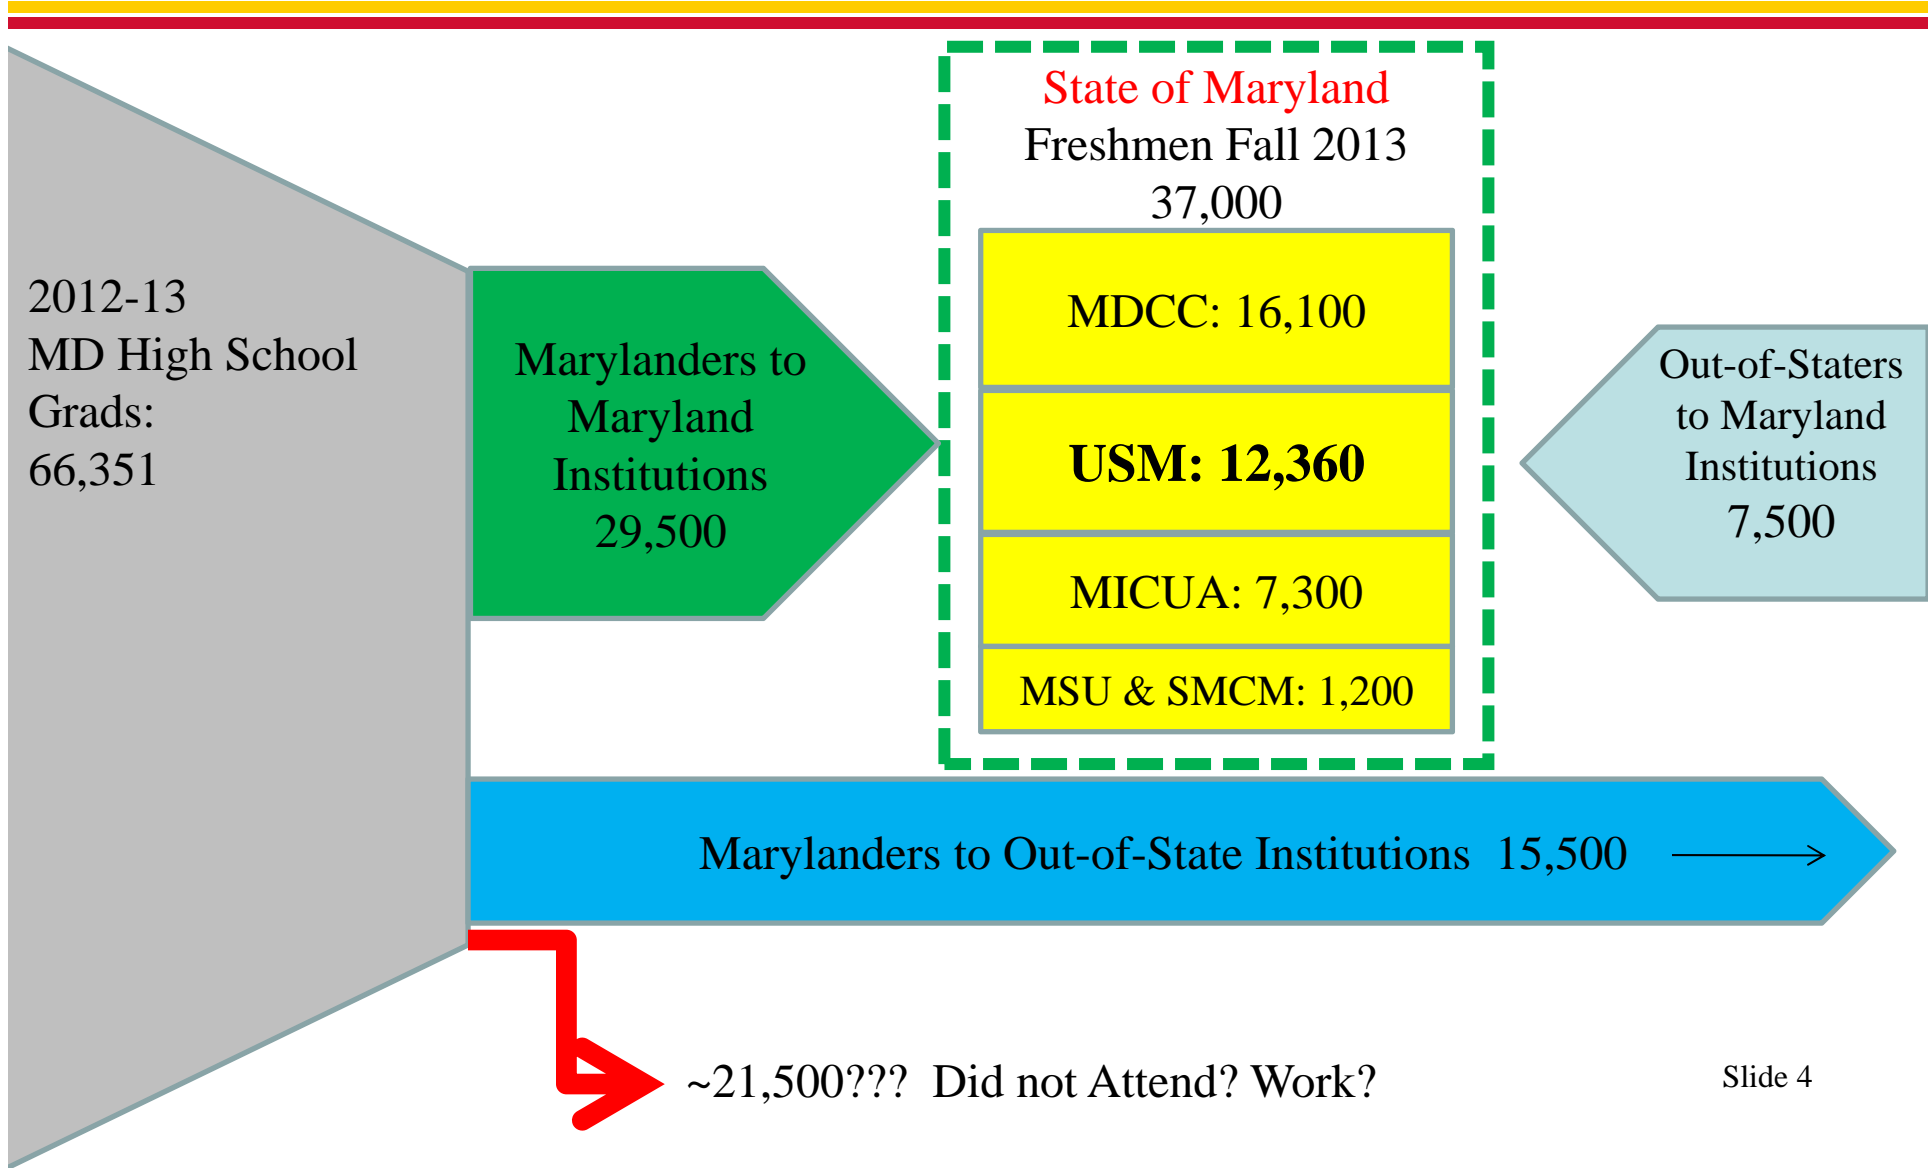 State of Maryland
Freshmen Fall 2013
37,000
2012-13
MD High School
Grads:
66,351
Marylanders to
Maryland
Institutions
29,500
MDCC: 16,100
USM: 12,360
MICUA: 7,300
MSU & SMCM: 1,200
Out-of-Staters
to Maryland
Institutions
7,500
Marylanders to Out-of-State Institutions 15,500
~21,500??? Did not Attend? Work?
Slide 4